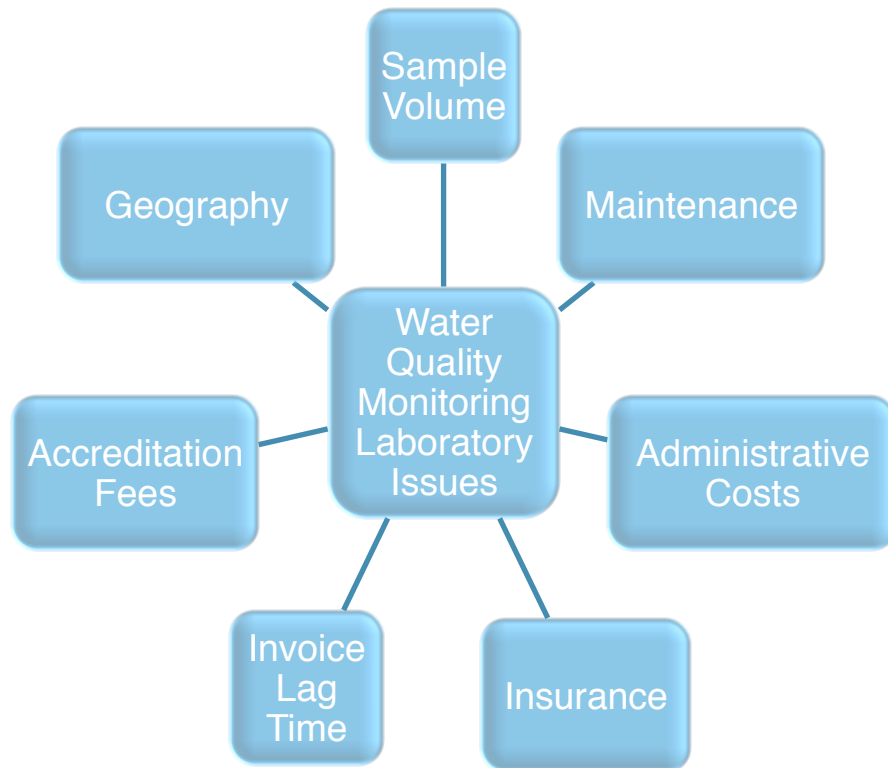 Sample
Volume
Geography
Maintenance
Water
Quality
Monitoring
Laboratory
Issues
Accreditation
Fees
Administrative
Costs
Invoice
Lag
Time
Insurance